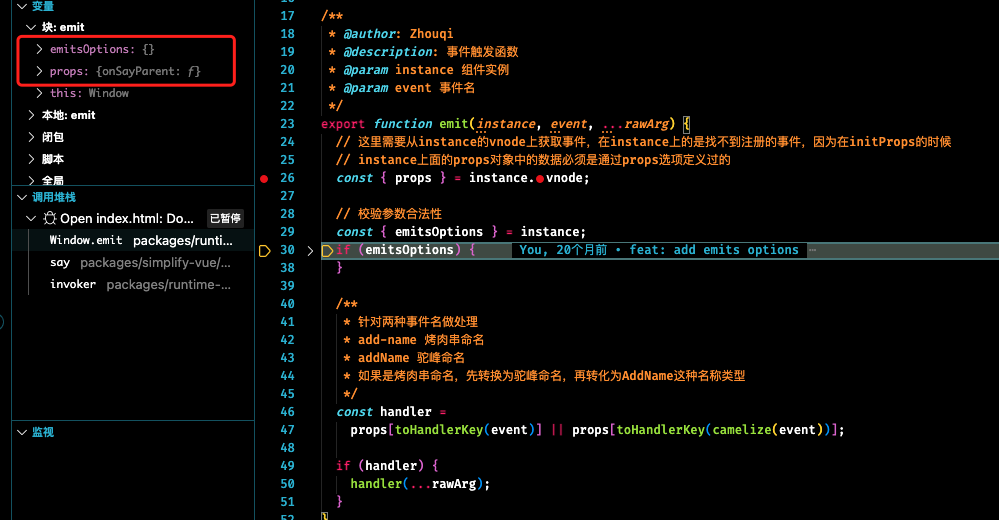 变量
块: emit
emitsOptions: {}
props: {onSayParent: ƒ}
this: Window
本地: emit
闭包
脚本
全局
调用堆栈
Open index.html: Do... 已暂停
Window.emit packages/runti...
say packages/simplify-vue/...
invoker packages/runtime-...
监视
17 /**
18 * @author: Zhouqi
19 * @description: 事件触发函数
20 * @param instance 组件实例
21 * @param event 事件名
22 */
23 export function emit(instance, event, ...rawArg) {
24 // 这里需要从instance的vnode上获取事件，在instance上的是找不到注册的事件，因为在initProps的时候
25 // instance上面的props对象中的数据必须是通过props选项定义过的
26 const { props } = instance.vnode;
27
28 // 校验参数合法性
29 const { emitsOptions } = instance;
30 if (emitsOptions) { You, 20个月前 • feat: add emits options ⋯
38 }
39
40 /**
41 * 针对两种事件名做处理
42 * add-name 烤肉串命名
43 * addName 驼峰命名
44 * 如果是烤肉串命名，先转换为驼峰命名，再转化为AddName这种名称类型
45 */
46 const handler =
47 props[toHandlerKey(event)] || props[toHandlerKey(camelize(event))];
48
49 if (handler) {
50 handler(...rawArg);
51 }
52 }